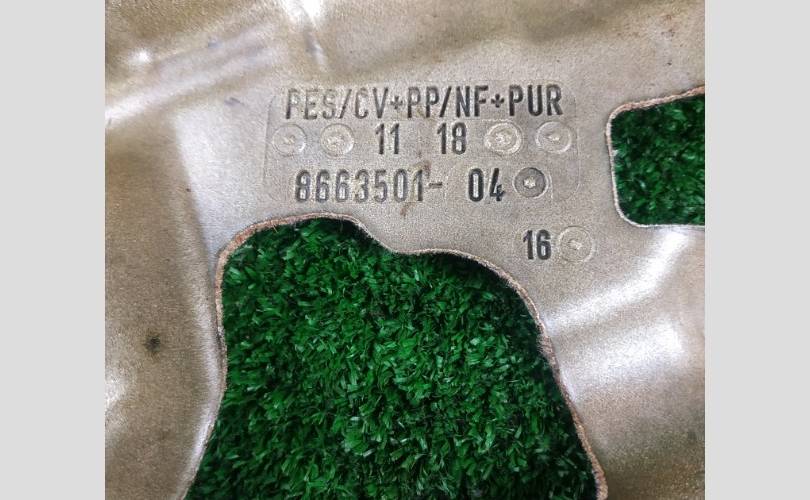 PES/CV+PP/NF+PUR
11 18
8663501- 04
16